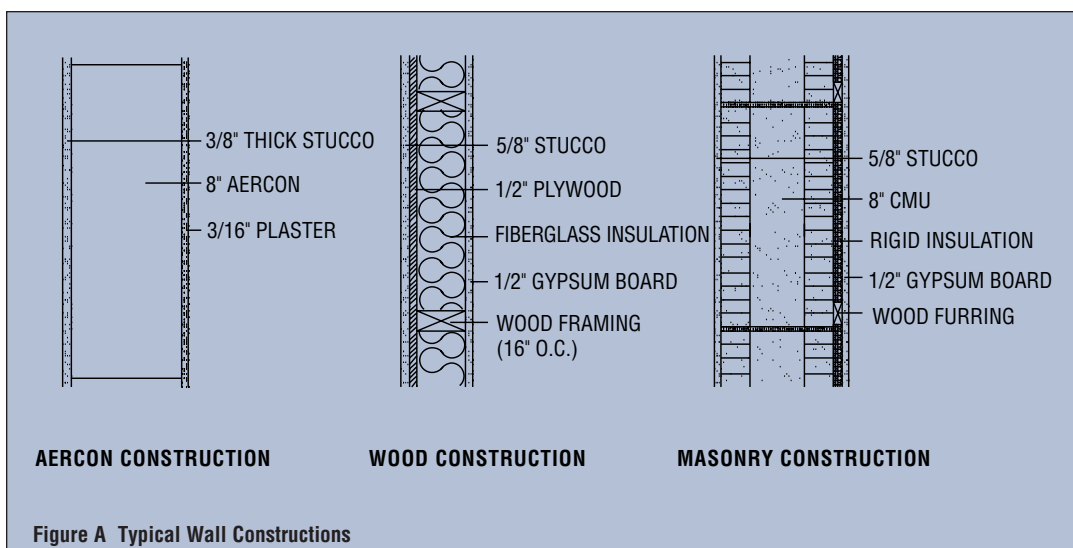 3/8" THICK STUCCO
8" AERCON
3/16" PLASTER
5/8" STUCCO
1/2" PLYWOOD
FIBERGLASS INSULATION
1/2" GYPSUM BOARD
WOOD FRAMING
(16" O.C.)
5/8" STUCCO
8" CMU
RIGID INSULATION
1/2" GYPSUM BOARD
WOOD FURRING
AERCON CONSTRUCTION
WOOD CONSTRUCTION
MASONRY CONSTRUCTION
Figure A Typical Wall Constructions